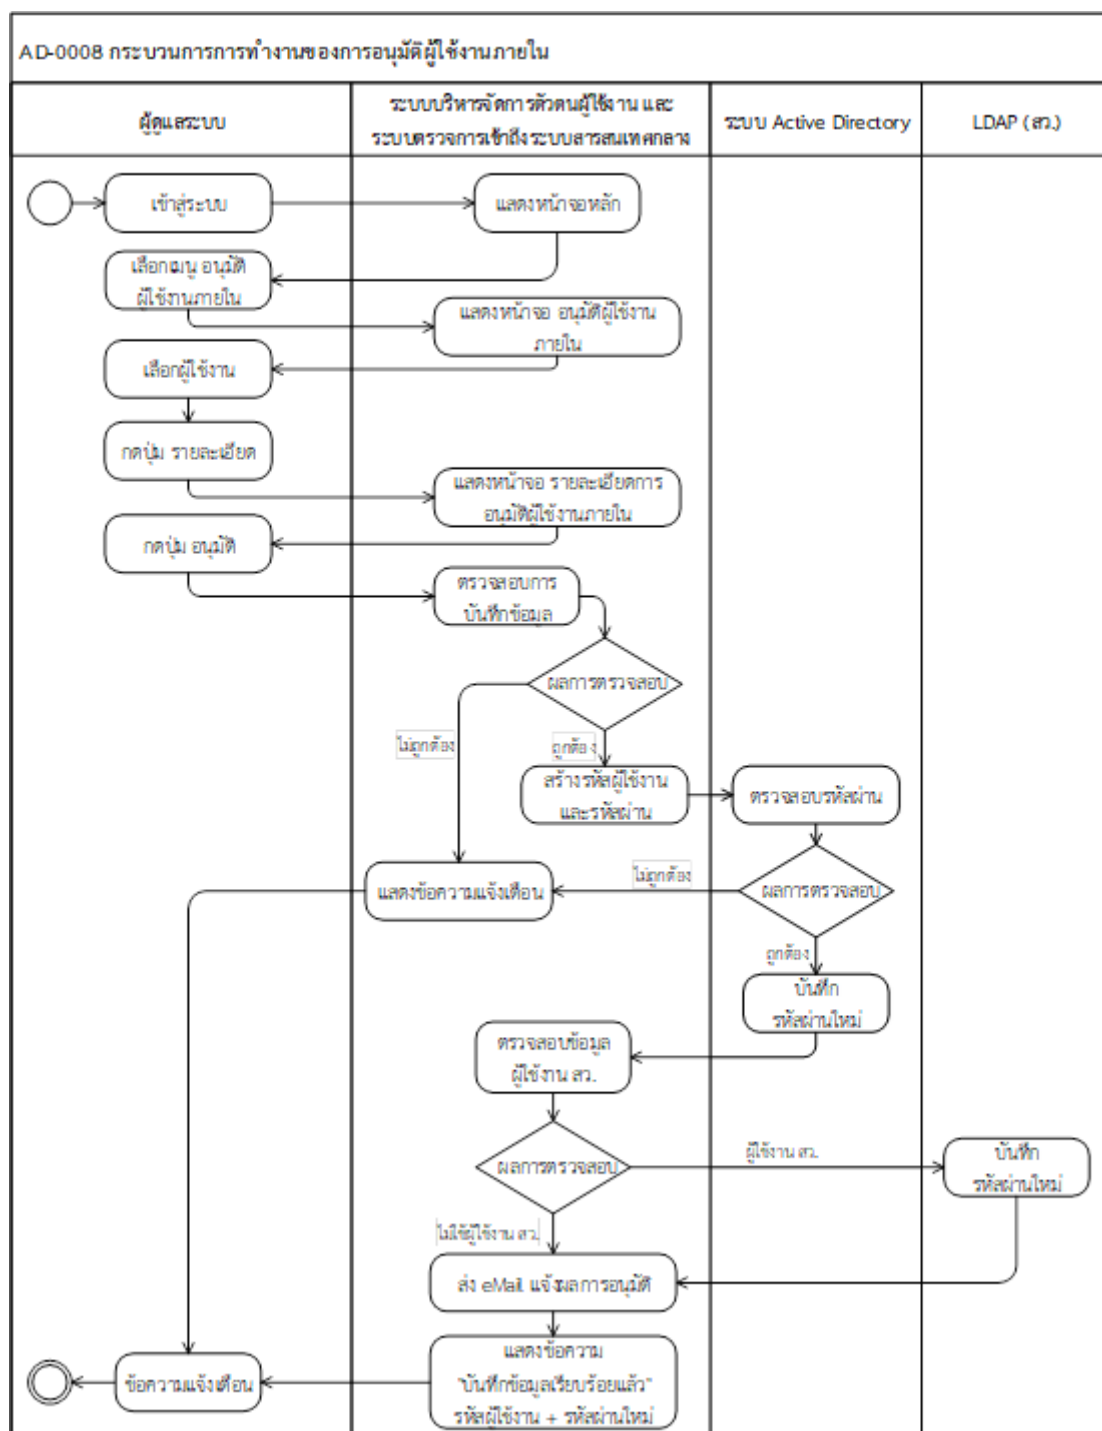 AD-0008 กระบวนการการทำงานของการอนุมัติผู้ใช้งานภายใน
ผู้ดูแลระบบ
ระบบบริหารจัดการตัวตนผู้ใช้งาน และ
ระบบตรวจการเข้าถึงระบบสารสนเทศกลาง
ระบบ Active Directory
LDAP (สว.)
เข้าสู่ระบบ
แสดงหน้าจอหลัก
เลือกเมนู อนุมัติ
ผู้ใช้งานภายใน
แสดงหน้าจอ อนุมัติผู้ใช้งาน
ภายใน
เลือกผู้ใช้งาน
กดปุ่ม รายละเอียด
แสดงหน้าจอ รายละเอียดการ
อนุมัติผู้ใช้งานภายใน
กดปุ่ม อนุมัติ
ตรวจสอบการ
บันทึกข้อมูล
ผลการตรวจสอบ
ไม่ถูกต้อง
ถูกต้อง
สร้างรหัสผู้ใช้งาน
และรหัสผ่าน
ตรวจสอบรหัสผ่าน
ไม่ถูกต้อง
ผลการตรวจสอบ
แสดงข้อความแจ้งเตือน
ถูกต้อง
บันทึก
รหัสผ่านใหม่
ตรวจสอบข้อมูล
ผู้ใช้งาน สว.
ผลการตรวจสอบ
ผู้ใช้งาน สว.
บันทึก
รหัสผ่านใหม่
ไม่ใช่ผู้ใช้งาน สว.
ส่ง eMail แจ้งผลการอนุมัติ
แสดงข้อความ
"บันทึกข้อมูลเรียบร้อยแล้ว"
รหัสผู้ใช้งาน + รหัสผ่านใหม่
ข้อความแจ้งเตือน